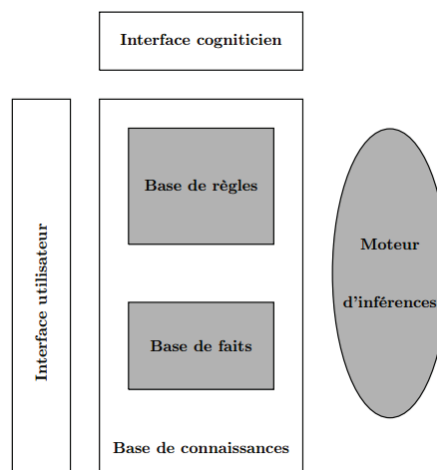 Interface cogniticien
Interface utilisateur
Base de règles
Base de faits
Base de connaissances
Moteur
d'inférences